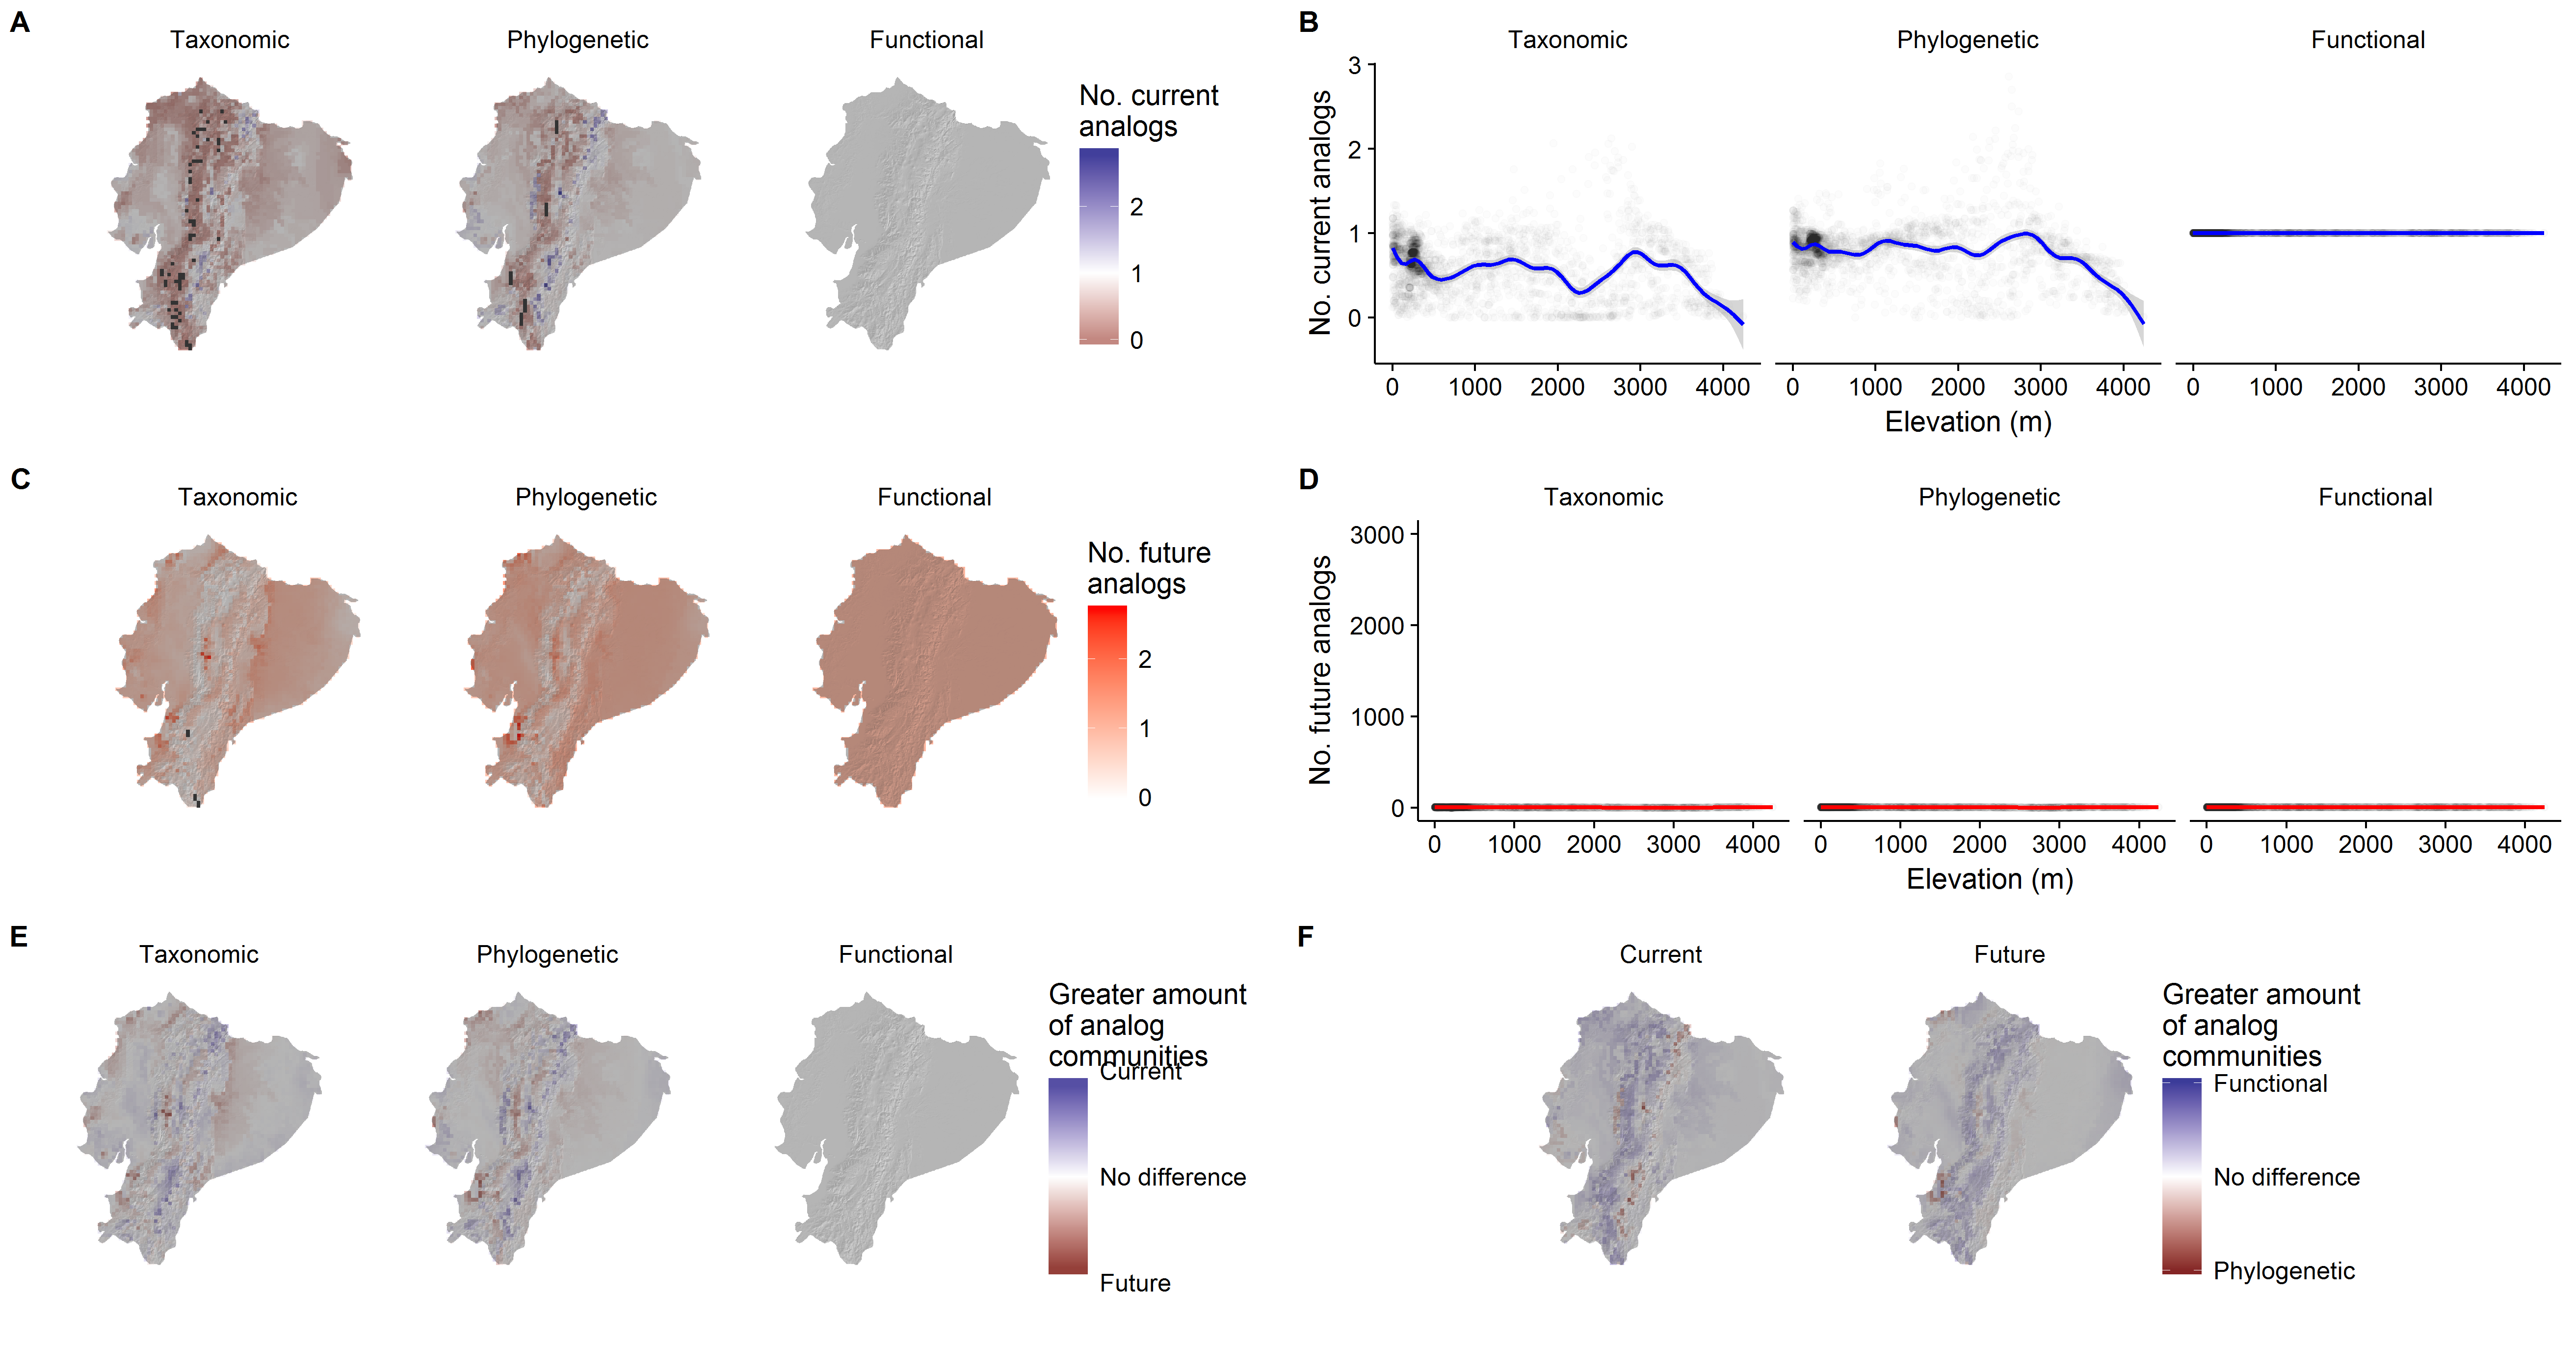 A
Taxonomic
Phylogenetic
Functional
No. current
analogs
2
1
0
B
Taxonomic
Phylogenetic
Functional
No. current analogs
3
2
1
0
0 1000 2000 3000 4000
0 1000 2000 3000 4000
0 1000 2000 3000 4000
Elevation (m)
C
Taxonomic
Phylogenetic
Functional
No. future
analogs
2
1
0
D
Taxonomic
Phylogenetic
Functional
No. future analogs
3000
2000
1000
0
0 1000 2000 3000 4000
0 1000 2000 3000 4000
0 1000 2000 3000 4000
Elevation (m)
E
Taxonomic
Phylogenetic
Functional
Greater amount
of analog
communities
Current
No difference
Future
F
Current
Future
Greater amount
of analog
communities
Functional
No difference
Phylogenetic